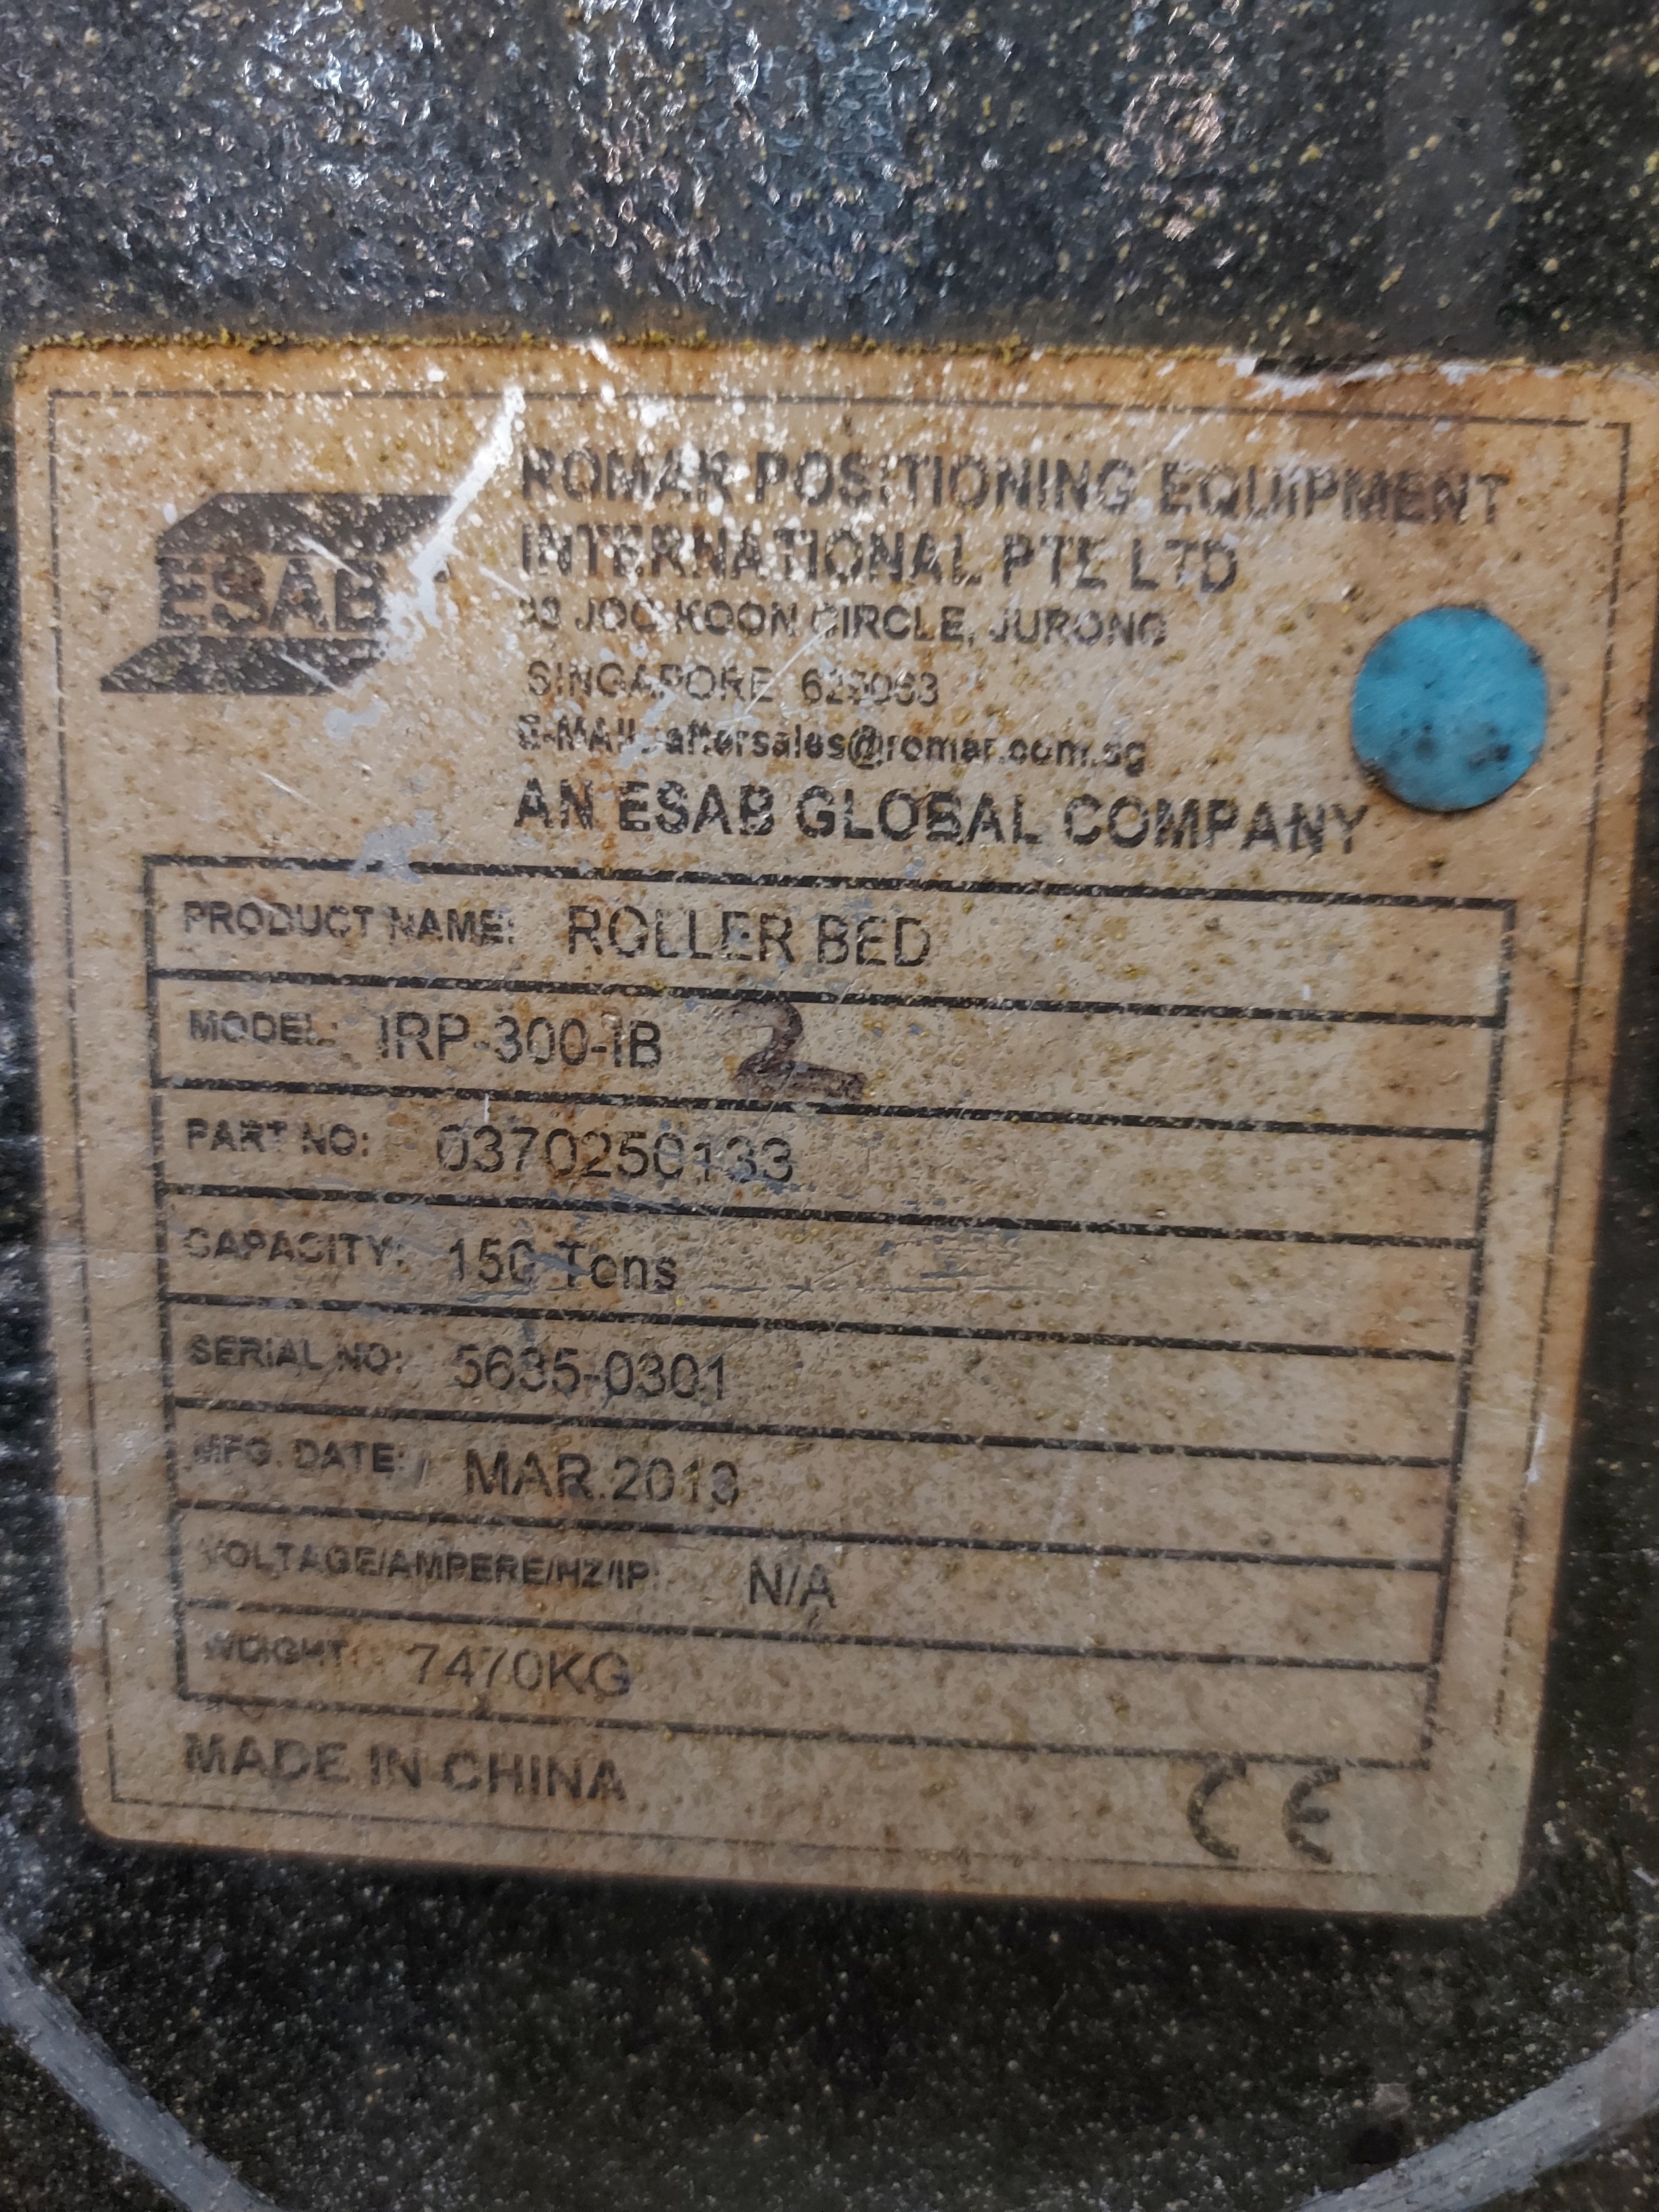 ESAB
ROMAR POSITIONING EQUIPMENT
INTERNATIONAL PTE LTD
JOO KOON CIRCLE, JURONG
SINGAPORE
E-MAIL: aftersales@romar.com.sg
AN ESAB GLOBAL COMPANY
PRODUCT NAME: ROLLER BED
MODEL: IRP-300-IB 2
PART NO: 0370250133
CAPACITY: 150 Tons
SERIAL NO: 5635-0301
MFG. DATE: MAR.2013
VOLTAGE/AMPERE/HZ/IP: N/A
WEIGHT: 7470KG
MADE IN CHINA
CE